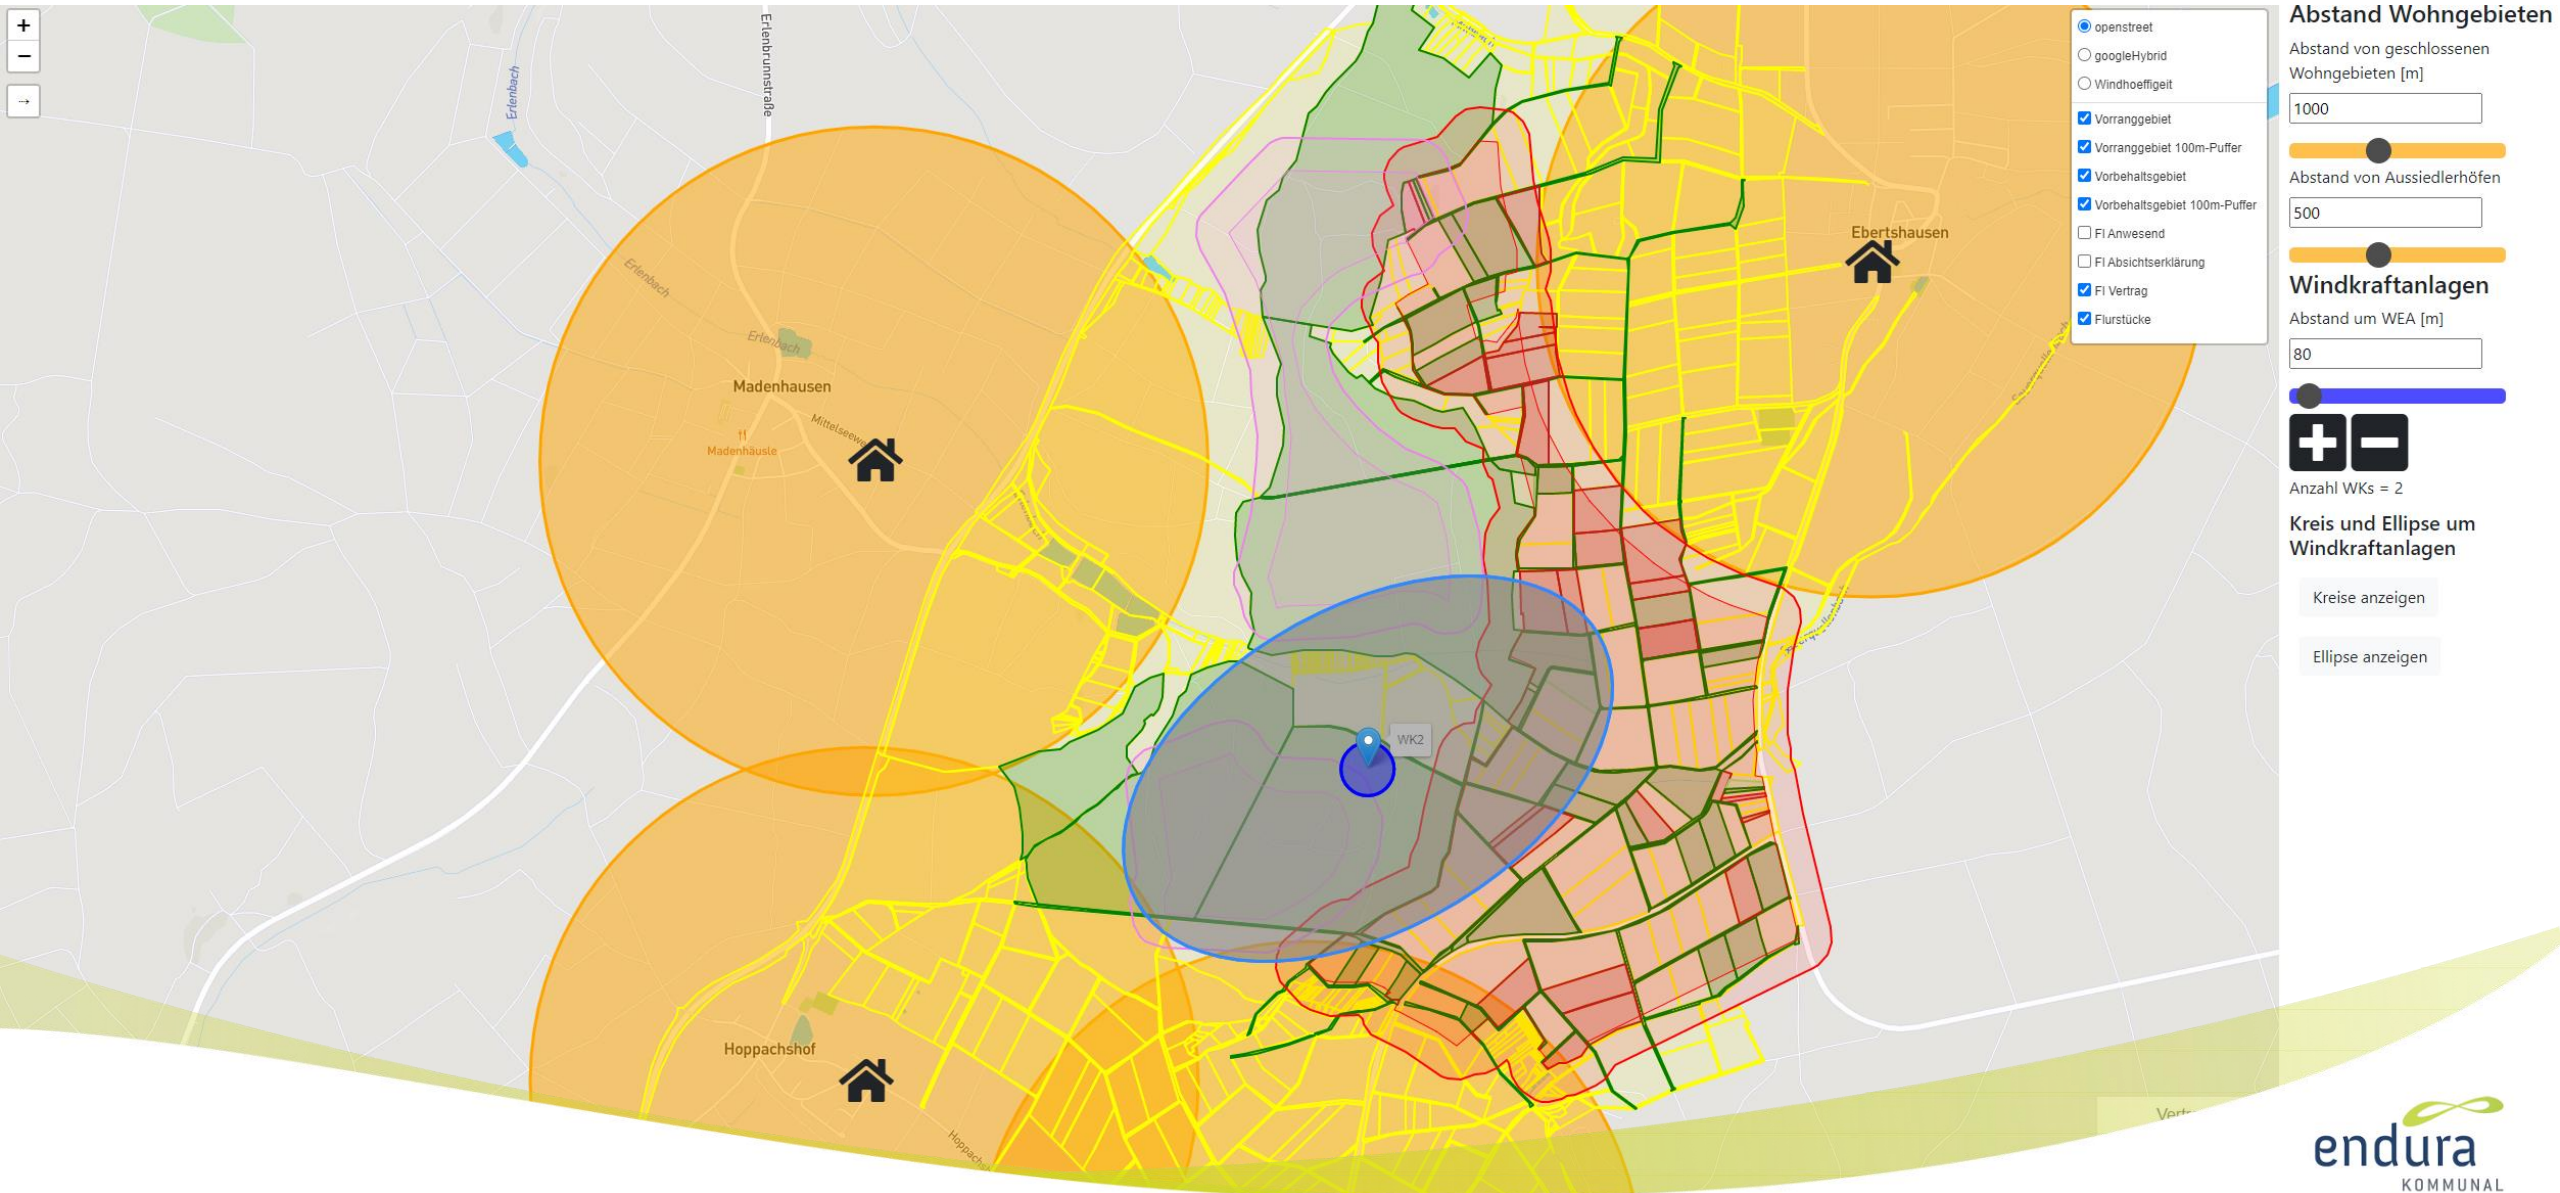 +
−
→
Erlenbach
Erlenbrunnstraße
Erlenbach
Erlenbach
Madenhausen
Mittelseewe
Madenhäusle
Ebertshausen
WK2
Hoppachshof
openstreet
googleHybrid
Windhoeffigeit
Vorranggebiet
Vorranggebiet 100m-Puffer
Vorbehaltsgebiet
Vorbehaltsgebiet 100m-Puffer
FI Anwesend
FI Absichtserklärung
FI Vertrag
Flurstücke
Abstand Wohngebieten
Abstand von geschlossenen
Wohngebieten [m]
1000
Abstand von Aussiedlerhöfen
500
Windkraftanlagen
Abstand um WEA [m]
80
Anzahl WKs = 2
Kreis und Ellipse um
Windkraftanlagen
Kreise anzeigen
Ellipse anzeigen
endura
KOMMUNAL